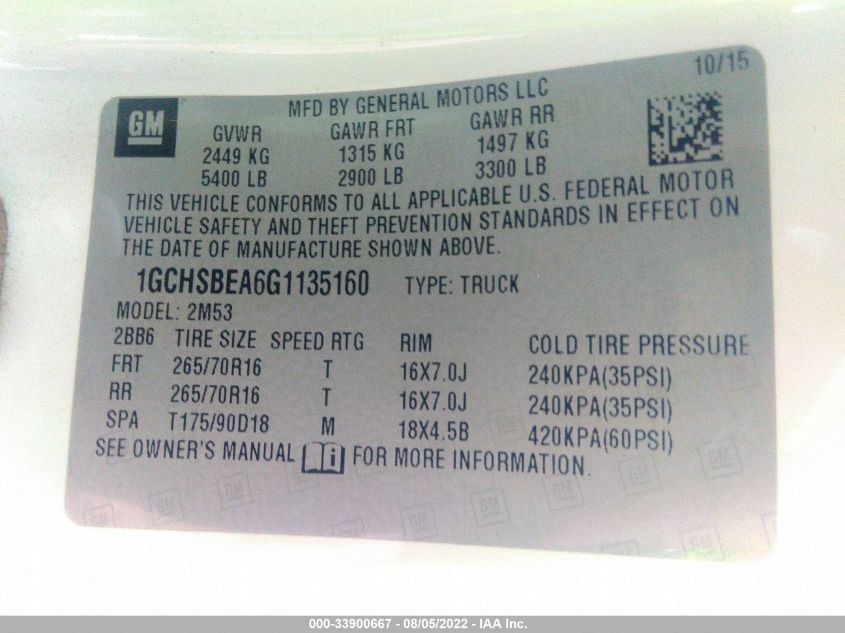 10/15
GM MFD BY GENERAL MOTORS LLC
GVWR GAWR FRT GAWR RR
2449 KG 1315 KG 1497 KG
5400 LB 2900 LB 3300 LB
THIS VEHICLE CONFORMS TO ALL APPLICABLE U.S. FEDERAL MOTOR
VEHICLE SAFETY AND THEFT PREVENTION STANDARDS IN EFFECT ON
THE DATE OF MANUFACTURE SHOWN ABOVE.
1GCHSBEA6G1135160 TYPE: TRUCK
MODEL: 2M53
2BB6 TIRE SIZE SPEED RTG RIM COLD TIRE PRESSURE
FRT 265/70R16 T 16X7.0J 240KPA(35PSI)
RR 265/70R16 T 16X7.0J 240KPA(35PSI)
SPA T175/90D18 M 18X4.5B 420KPA(60PSI)
SEE OWNER'S MANUAL i FOR MORE INFORMATION.
000-33900667 - 08/05/2022 - IAA Inc.